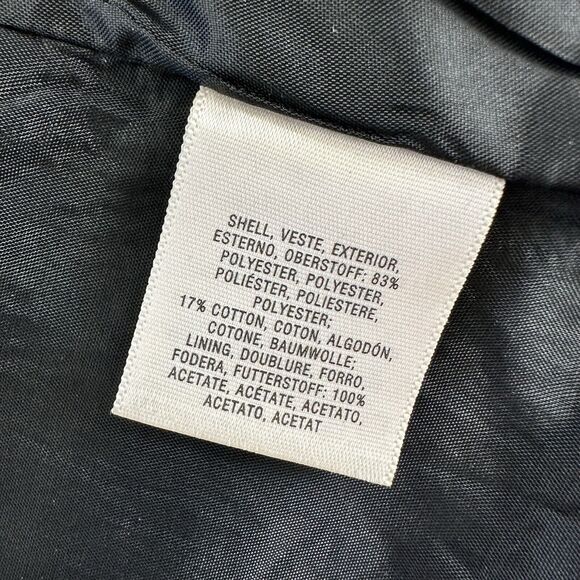 SHELL, VESTE, EXTERIOR,
ESTERNO, OBERSTOFF: 83%
POLYESTER, POLYESTER,
POLIÉSTER, POLIESTERE,
POLYESTER;
17% COTTON, COTON, ALGODÓN,
COTONE, BAUMWOLLE;
LINING, DOUBLURE, FORRO,
FODERA, FUTTERSTOFF: 100%
ACETATE, ACÉTATE, ACETATO,
ACETATO, ACETAT